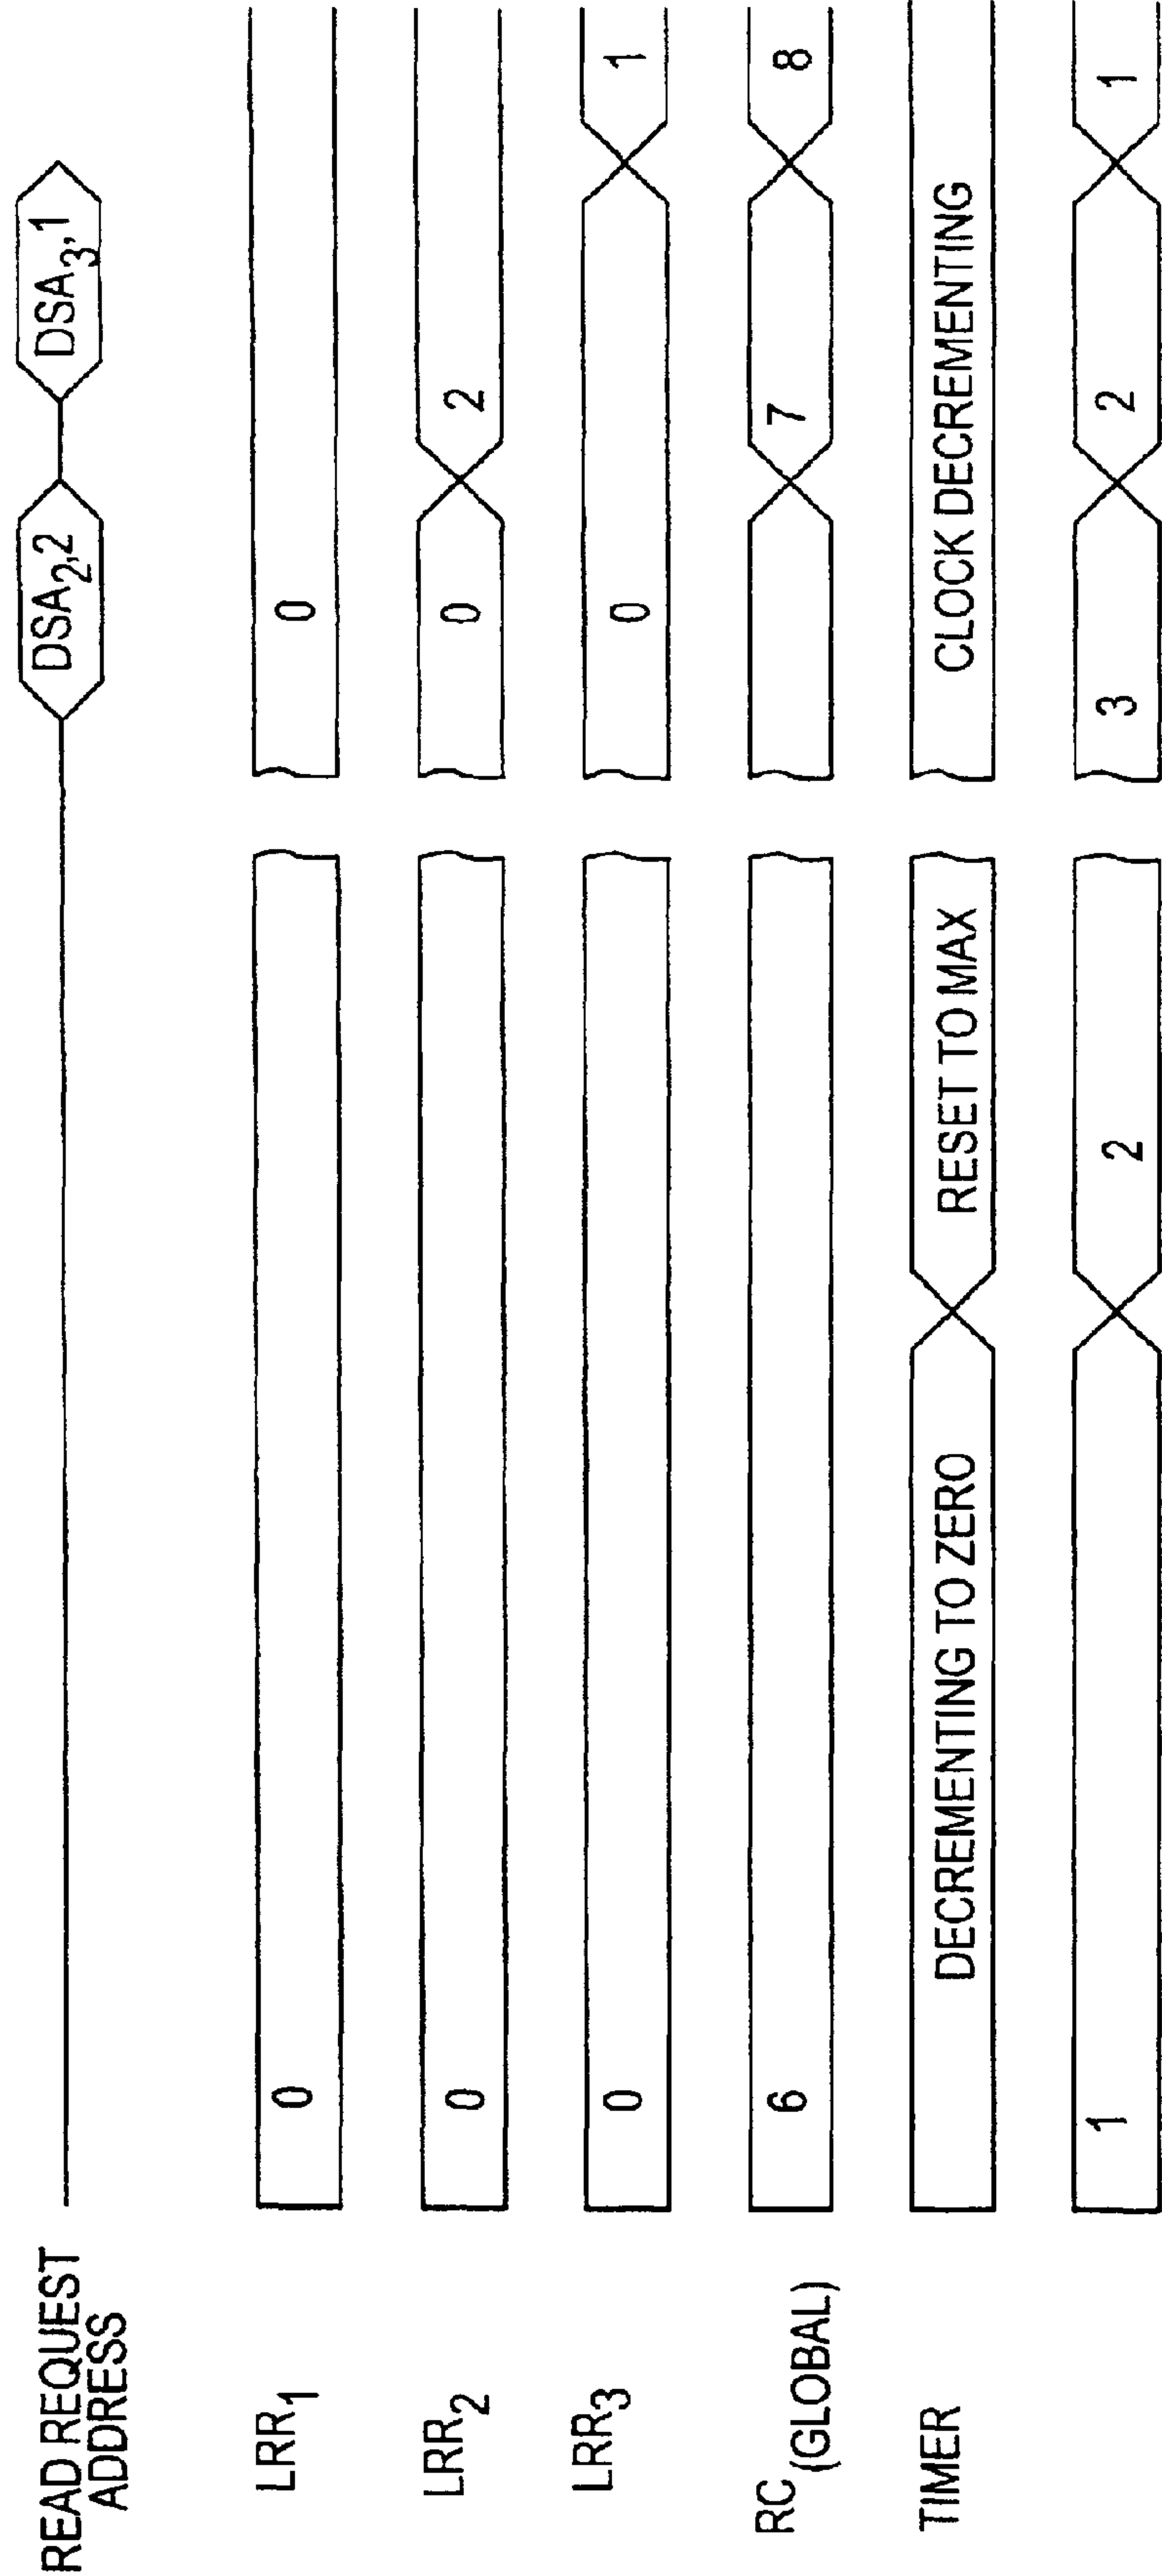 READ REQUEST
ADDRESS
DSA2,2
DSA3,1
LRR1
0
0
LRR2
0
0
2
LRR3
0
0
1
RC(GLOBAL)
6
7
8
TIMER
DECREMENTING TO ZERO
RESET TO MAX
CLOCK DECREMENTING
1
2
3
2
1